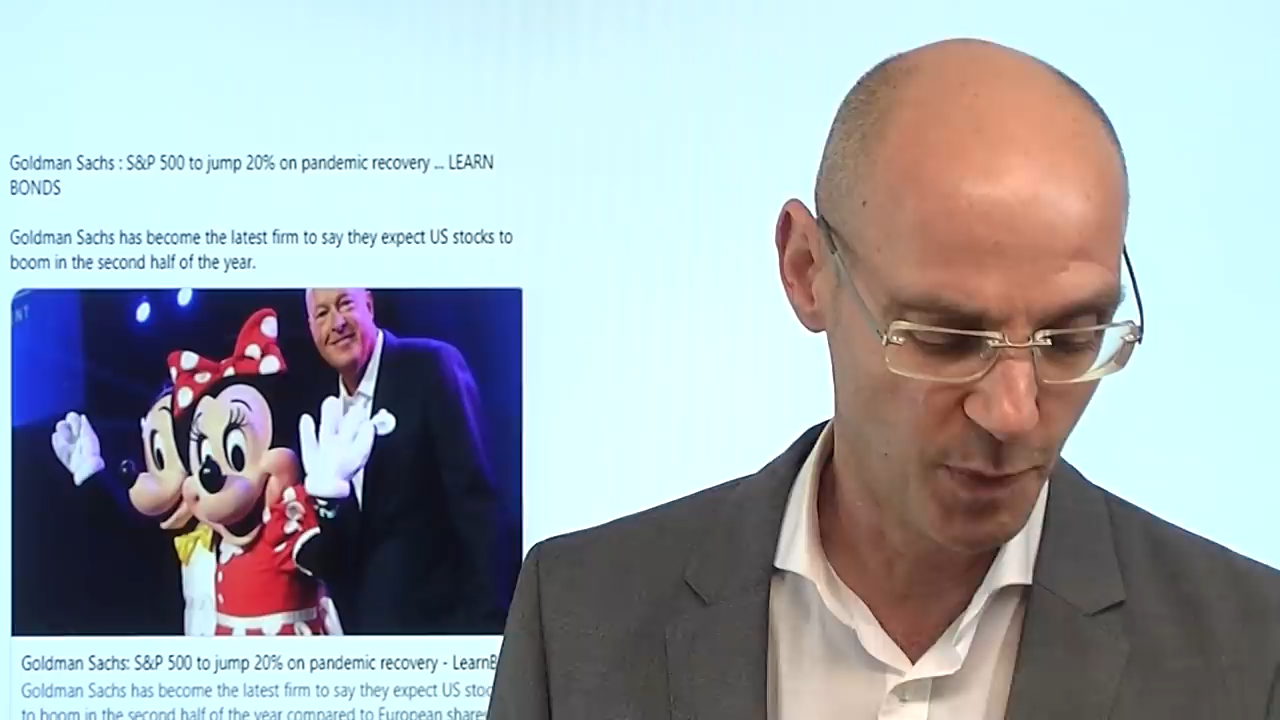 Goldman Sachs : S&P 500 to jump 20% on pandemic recovery ... LEARN
BONDS
Goldman Sachs has become the latest firm to say they expect US stocks to
boom in the second half of the year.
NT
Goldman Sachs: S&P 500 to jump 20% on pandemic recovery - LearnB
Goldman Sachs has become the latest firm to say they expect US stoc
to boom in the second half of the year compared to European shares